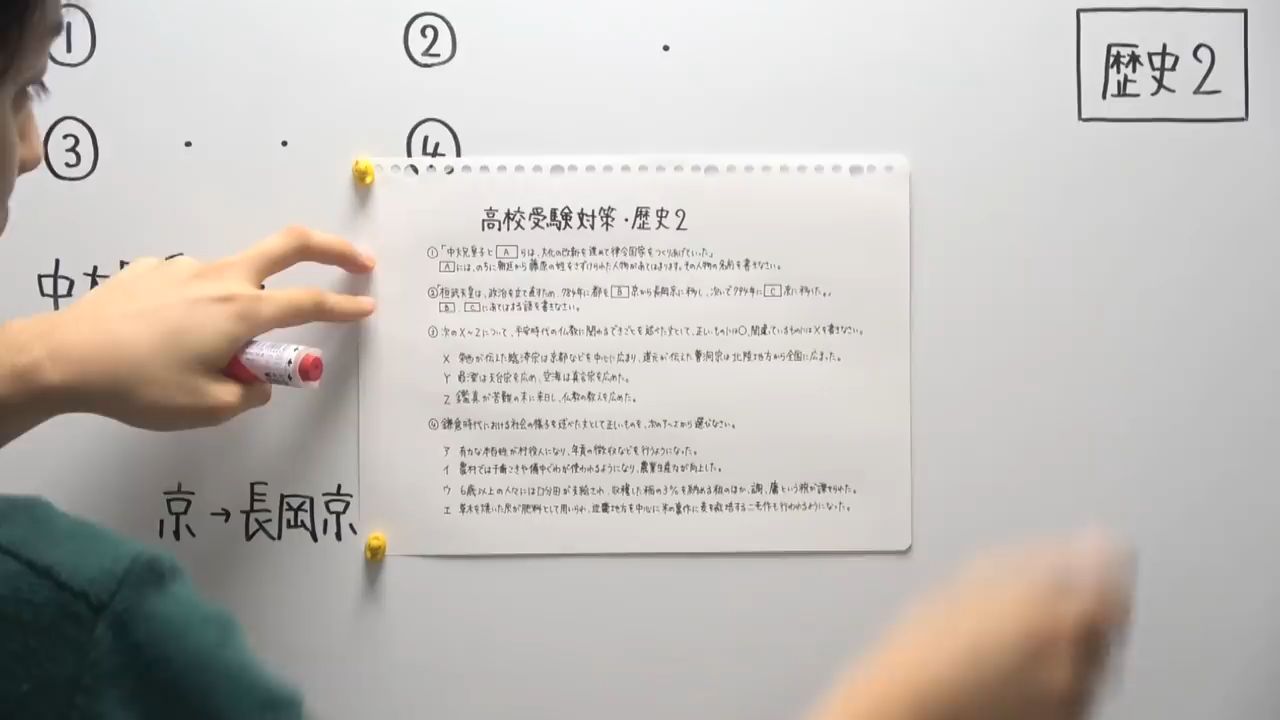 ①
②
・
歴史2
③
・ ・
④
高校受験対策・歴史2
①「中大兄皇子と A らは、大化の改新を進めて律令国家をつくりあげていった。」
A には、のちに朝廷から藤原の姓をさずけられた人物があてはまります。その人物の名前を書きなさい。
②「桓武天皇は、政治を立て直すため、784年に都を B 京から長岡京に移し、次いで794年に C 京に移した。」
B 、 C にあてはまる語を書きなさい。
③ 次のX~Zについて、平安時代の仏教に関するできごとを述べた文として、正しいものには○、間違っているものには×を書きなさい。
X 栄西が伝えた臨済宗は京都などを中心に広まり、道元が伝えた曹洞宗は北陸地方から全国に広まった。
Y 最澄は天台宗を広め、空海は真言宗を広めた。
Z 鑑真が苦難の末に来日し、仏教の教えを広めた。
④ 鎌倉時代における社会の様子を述べた文として正しいものを、次のア~エから選びなさい。
ア 有力な本百姓が村役人になり、年貢の徴収などを行うようになった。
イ 農村では千歯こきや備中ぐわが使われるようになり、農業生産力が向上した。
ウ 6歳以上の人々には口分田が支給され、収穫した稲の3%を納める租のほか、調、庸という税が課せられた。
エ 草木を焼いた灰が肥料として用いられ、近畿地方を中心に米の裏作に麦を栽培する二毛作も行われるようになった。
中大
京→長岡京